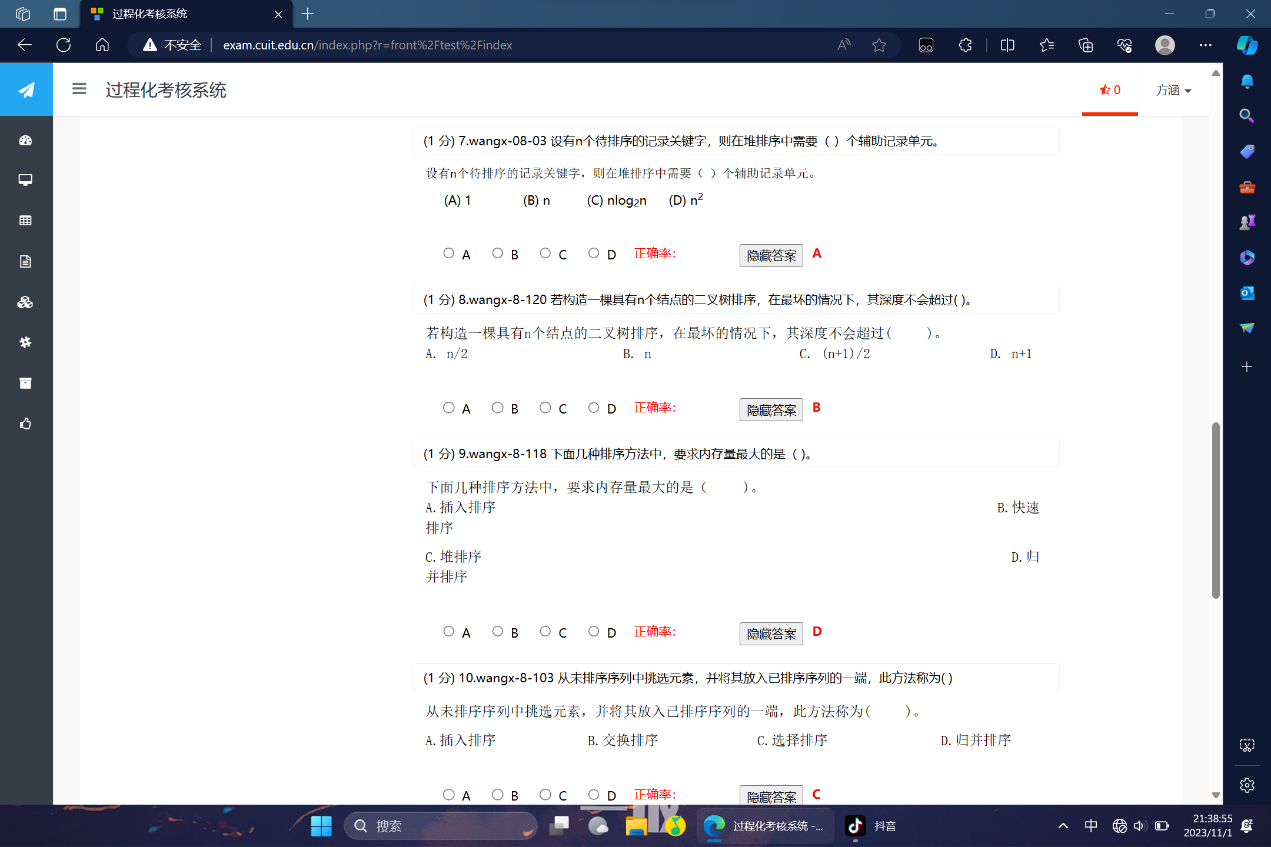 过程化考核系统
不安全 exam.cuit.edu.cn/index.php?r=front%2Ftest%2Findex
过程化考核系统
0
方涵
(1 分) 7.wangx-08-03 设有n个待排序的记录关键字，则在堆排序中需要（ ）个辅助记录单元。
设有n个待排序的记录关键字，则在堆排序中需要（ ）个辅助记录单元。
(A) 1 (B) n (C) nlog₂n (D) n²
A B C D 正确率： 隐藏答案 A
(1 分) 8.wangx-8-120 若构造一棵具有n个结点的二叉树排序，在最坏的情况下，其深度不会超过( )。
若构造一棵具有n个结点的二叉树排序，在最坏的情况下，其深度不会超过( )。
A. n/2 B. n C. (n+1)/2 D. n+1
A B C D 正确率： 隐藏答案 B
(1 分) 9.wangx-8-118 下面几种排序方法中，要求内存量最大的是（ ）。
下面几种排序方法中，要求内存量最大的是（ ）。
A.插入排序 B.快速
排序
C.堆排序 D.归
并排序
A B C D 正确率： 隐藏答案 D
(1 分) 10.wangx-8-103 从未排序序列中挑选元素，并将其放入已排序序列的一端，此方法称为( )
从未排序序列中挑选元素，并将其放入已排序序列的一端，此方法称为( )。
A.插入排序 B.交换排序 C.选择排序 D.归并排序
A B C D 正确率： 隐藏答案 C
搜索 过程化考核系统 -... 抖音 中 21:38:55
2023/11/1